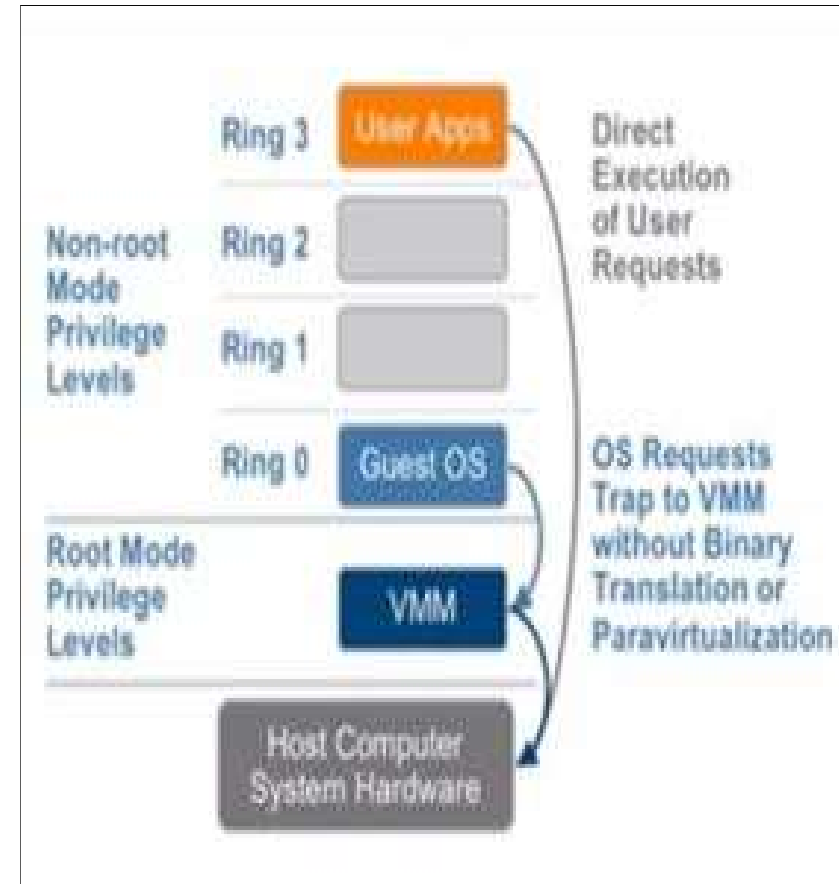 Ring 3
User Apps
Direct
Execution
of User
Requests
Non-root
Mode
Privilege
Levels
Ring 2
Ring 1
Ring 0
Guest OS
OS Requests
Trap to VMM
without Binary
Translation or
Paravirtualization
Root Mode
Privilege
Levels
VMM
Host Computer
System Hardware